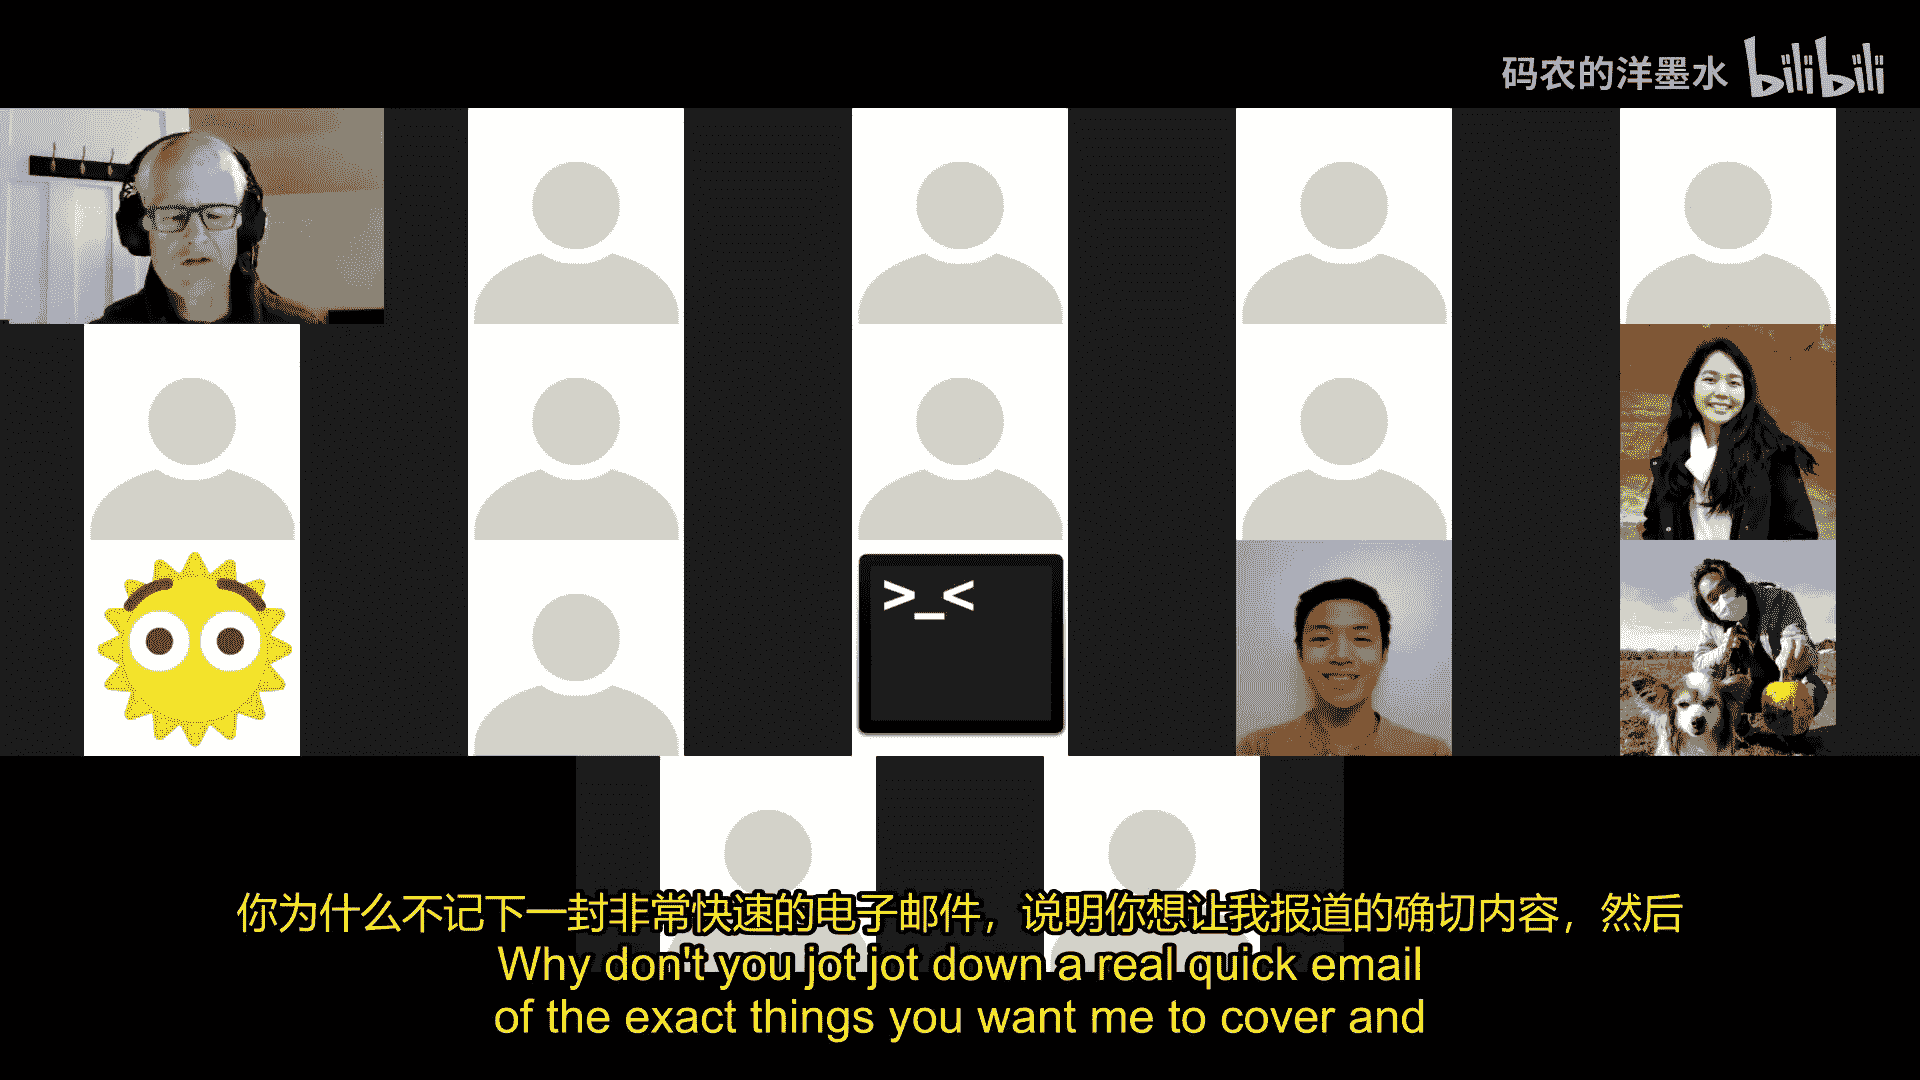 码农的洋墨水 bilibili
>_<
你为什么不记下一封非常快速的电子邮件，说明你想让我报道的确切内容，然后
Why don't you jot jot down a real quick email
of the exact things you want me to cover and